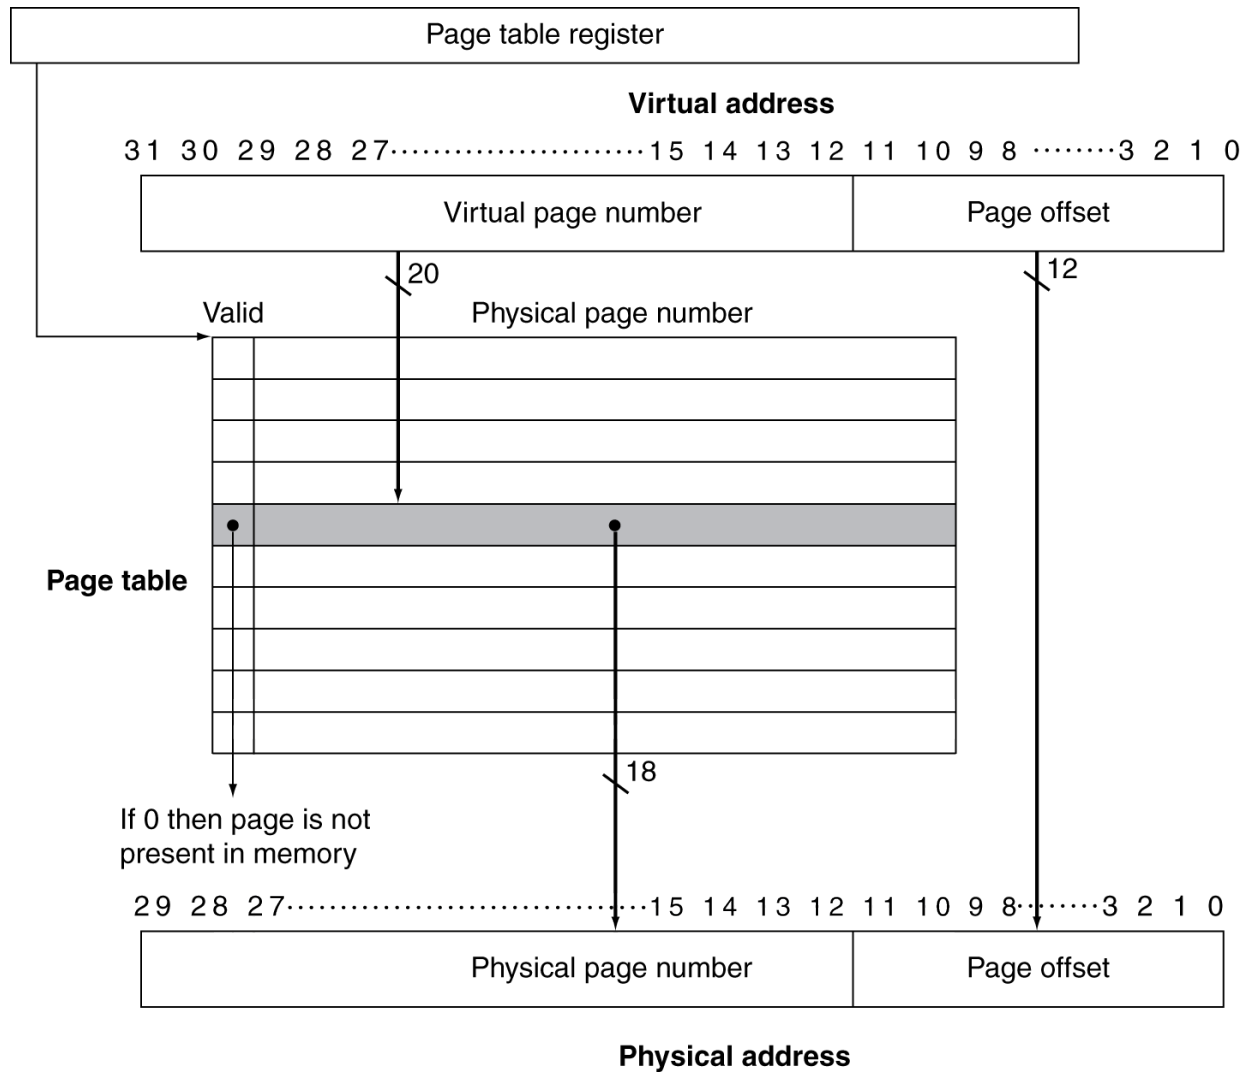 Page table register
Virtual address
31 30 29 28 27......................15 14 13 12 11 10 9 8 ........3 2 1 0
Virtual page number
Page offset
20
12
Valid
Physical page number
Page table
18
If 0 then page is not
present in memory
29 28 27................................15 14 13 12 11 10 9 8........3 2 1 0
Physical page number
Page offset
Physical address